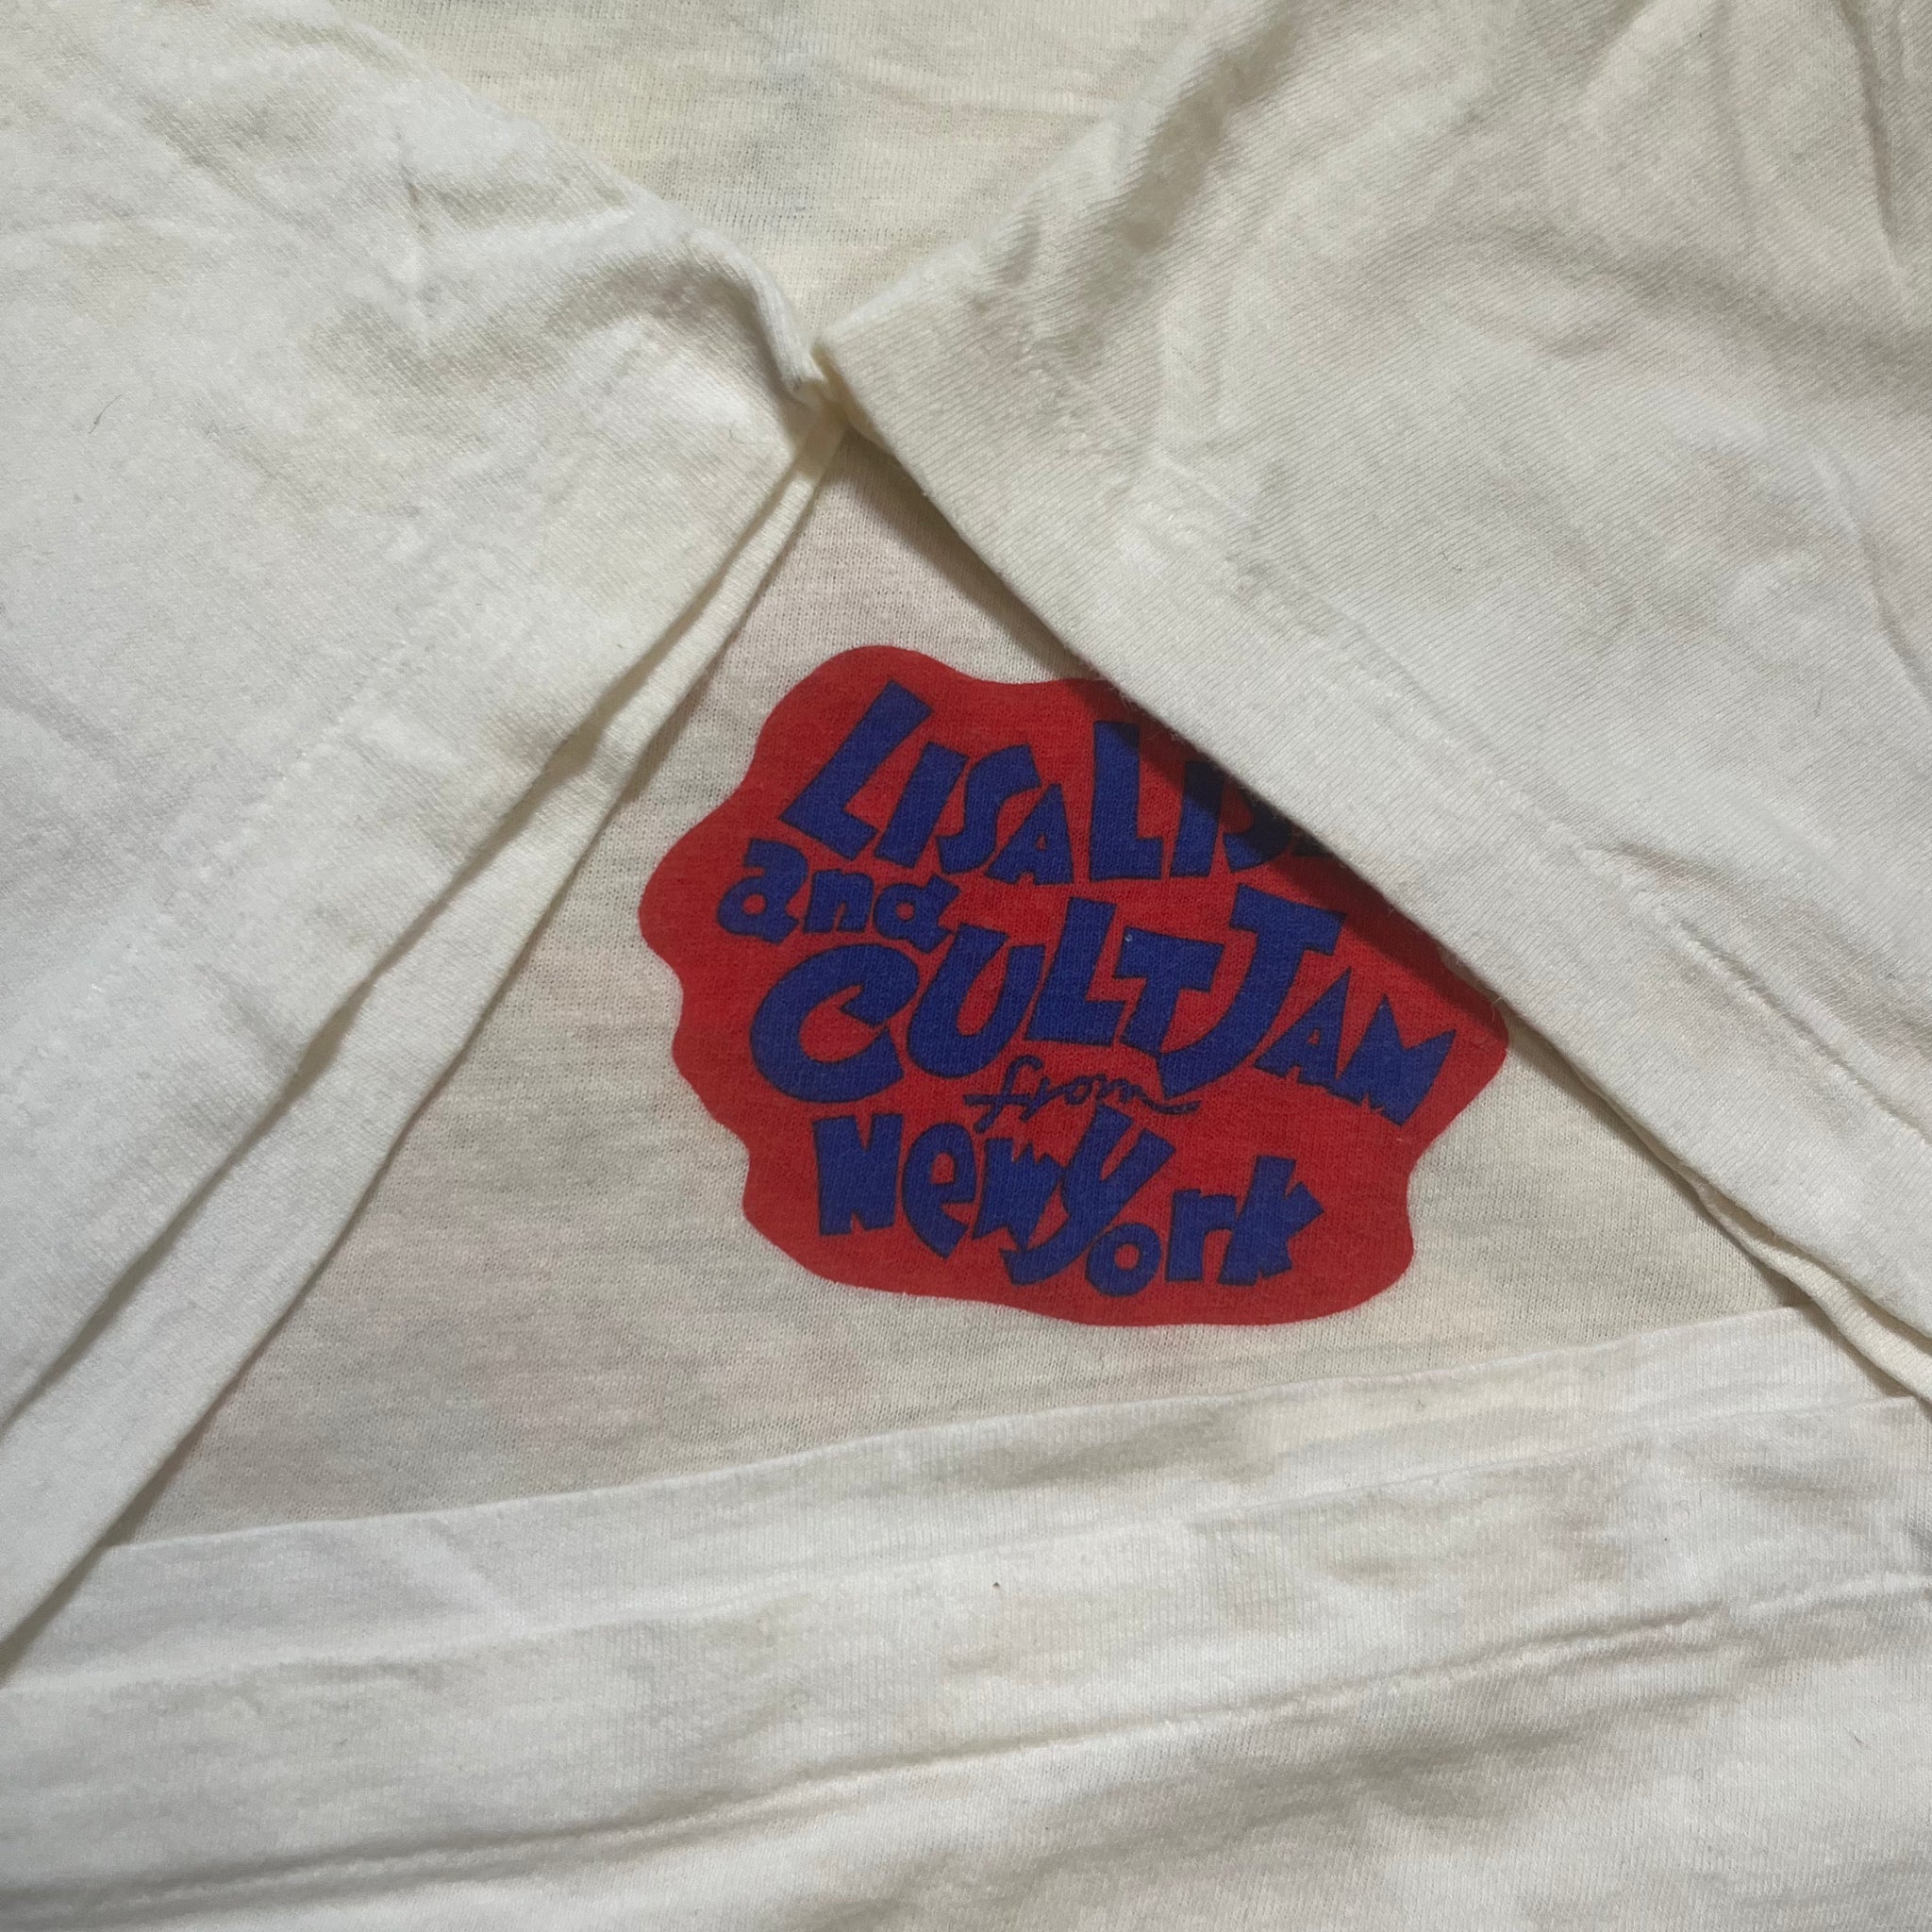 LISA LIS
and
CULT JAM
from
NEW YORK